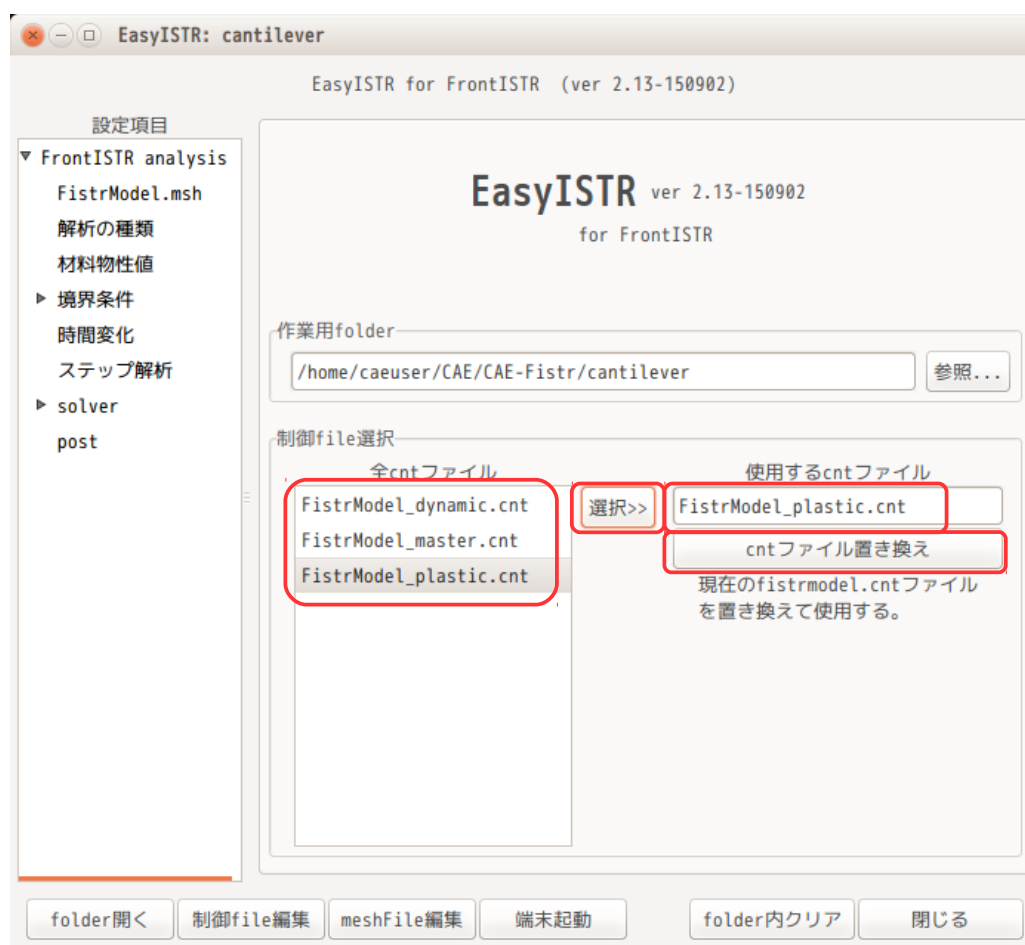 EasyISTR: cantilever
EasyISTR for FrontISTR (ver 2.13-150902)
設定項目
FrontISTR analysis
FistrModel.msh
解析の種類
材料物性値
境界条件
時間変化
ステップ解析
solver
post
EasyISTR ver 2.13-150902
for FrontISTR
作業用folder
/home/caeuser/CAE/CAE-Fistr/cantilever
参照...
制御file選択
全cntファイル
FistrModel_dynamic.cnt
FistrModel_master.cnt
FistrModel_plastic.cnt
選択>>
使用するcntファイル
FistrModel_plastic.cnt
cntファイル置き換え
現在のfistrmodel.cntファイル
を置き換えて使用する。
folder開く 制御file編集 meshFile編集 端末起動 folder内クリア 閉じる